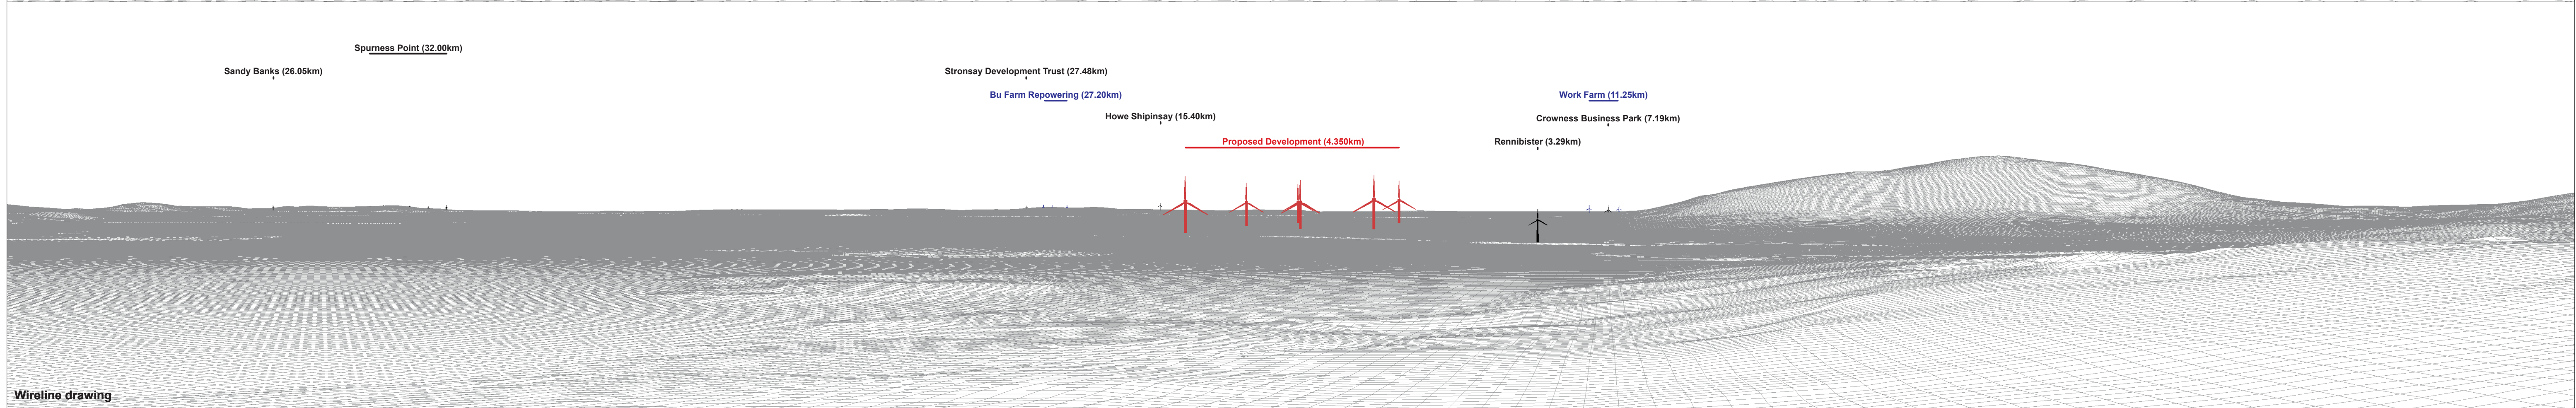 Spurness Point (32.00km)
Sandy Banks (26.05km)
Stronsay Development Trust (27.48km)
Bu Farm Repowering (27.20km)
Work Farm (11.25km)
Howe Shipinsay (15.40km)
Crowness Business Park (7.19km)
Proposed Development (4.350km)
Rennibister (3.29km)
Wireline drawing